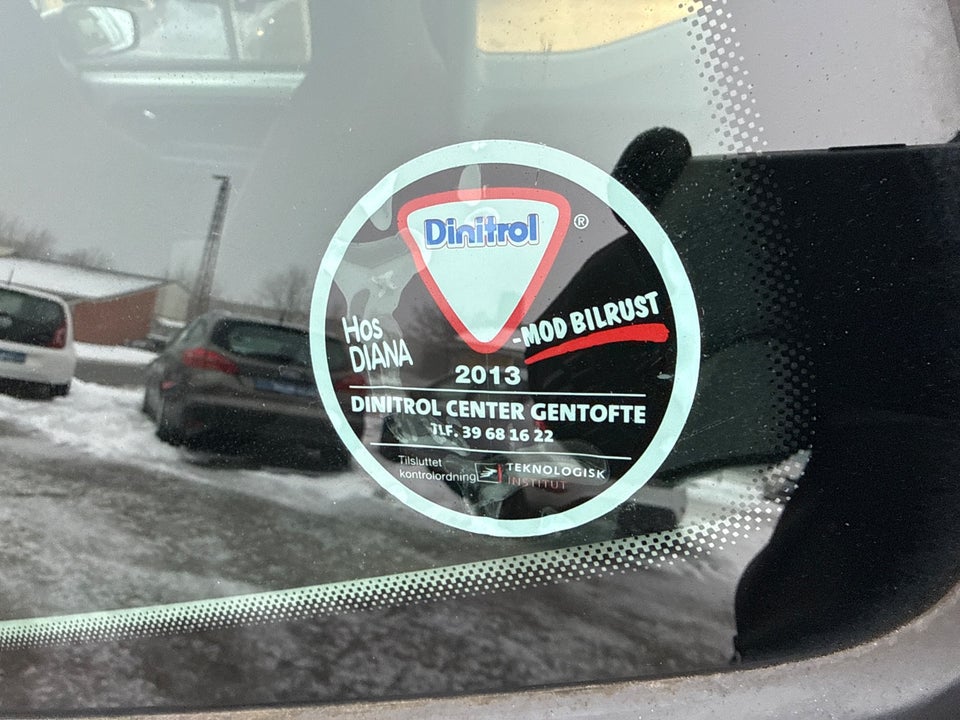 Dinitrol ®
Hos
DIANA
-MOD BILRUST
2013
DINITROL CENTER GENTOFTE
TLF. 39 68 16 22
Tilsluttet
kontrolordning
TEKNOLOGISK
INSTITUT